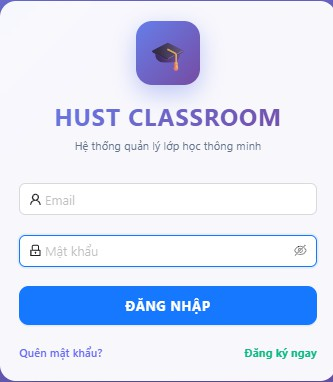 HUST CLASSROOM
Hệ thống quản lý lớp học thông minh
Email
Mật khẩu
ĐĂNG NHẬP
Quên mật khẩu? Đăng ký ngay